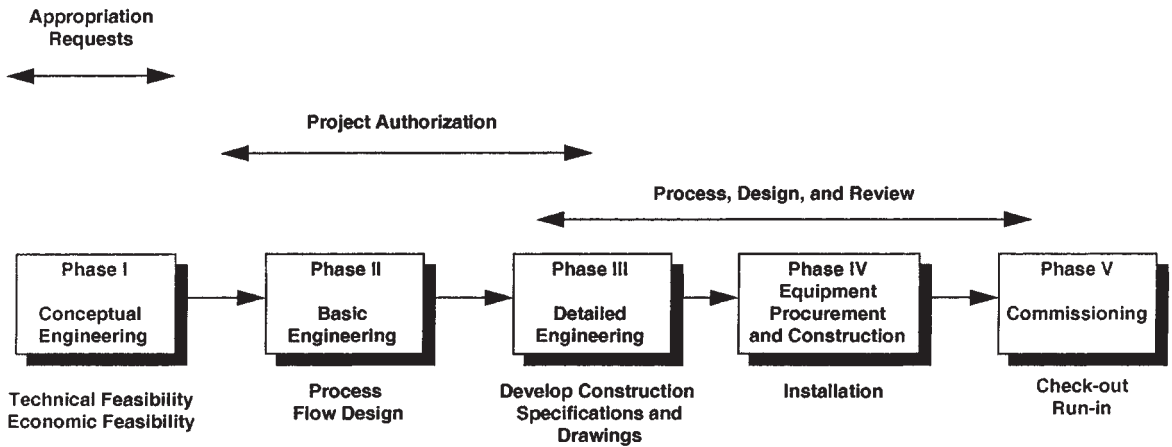 Appropriation
Requests
Project Authorization
Process, Design, and Review
Phase I
Conceptual
Engineering
Phase II
Basic
Engineering
Phase III
Detailed
Engineering
Phase IV
Equipment
Procurement
and Construction
Phase V
Commissioning
Technical Feasibility
Economic Feasibility
Process
Flow Design
Develop Construction
Specifications and
Drawings
Installation
Check-out
Run-in